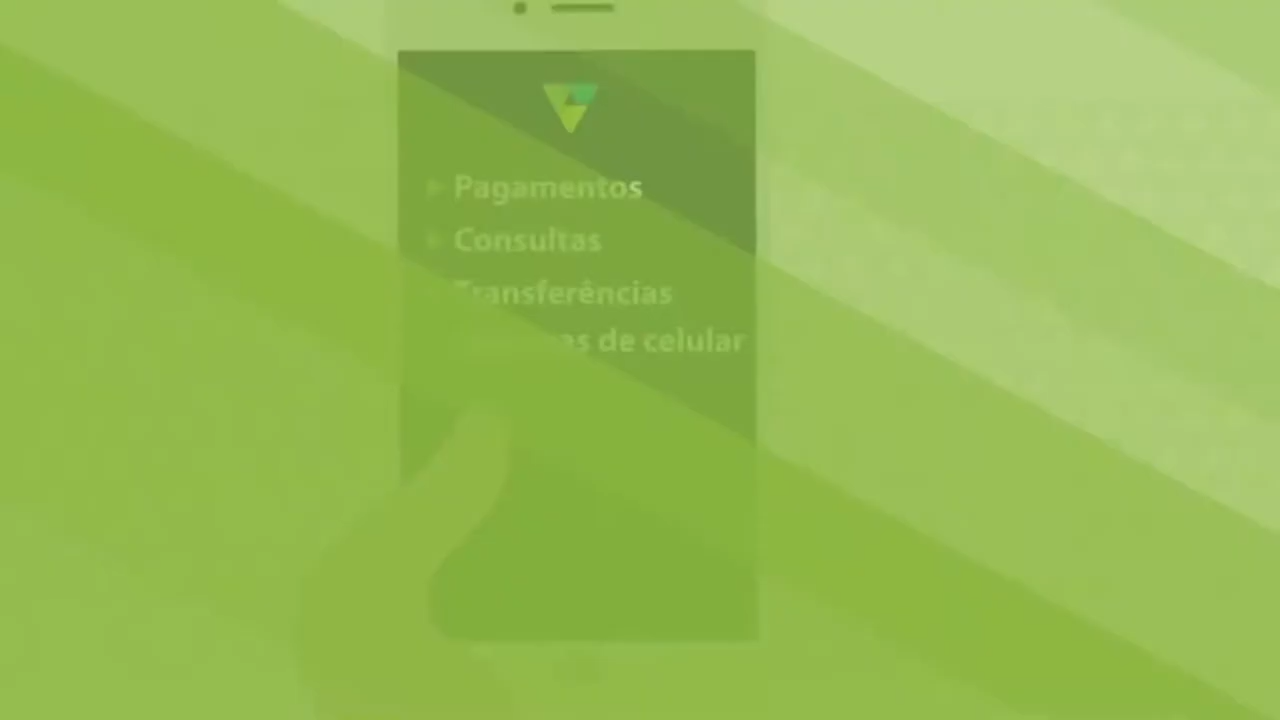 Pagamentos
Consultas
Transferências
de celular